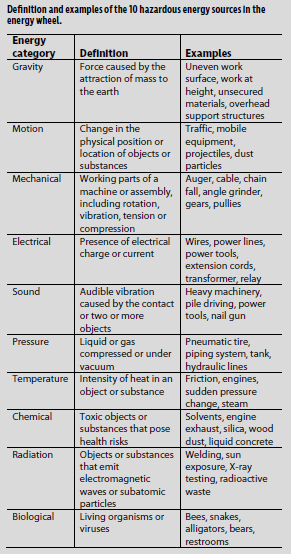 Definition and examples of the 10 hazardous energy sources in the
energy wheel.
Energy category Definition Examples
Gravity Force caused by the attraction of mass to the earth Uneven work surface, work at height, unsecured materials, overhead support structures
Motion Change in the physical position or location of objects or substances Traffic, mobile equipment, projectiles, dust particles
Mechanical Working parts of a machine or assembly, including rotation, vibration, tension or compression Auger, cable, chain fall, angle grinder, gears, pullies
Electrical Presence of electrical charge or current Wires, power lines, power tools, extension cords, transformer, relay
Sound Audible vibration caused by the contact or two or more objects Heavy machinery, pile driving, power tools, nail gun
Pressure Liquid or gas compressed or under vacuum Pneumatic tire, piping system, tank, hydraulic lines
Temperature Intensity of heat in an object or substance Friction, engines, sudden pressure change, steam
Chemical Toxic objects or substances that pose health risks Solvents, engine exhaust, silica, wood dust, liquid concrete
Radiation Objects or substances that emit electromagnetic waves or subatomic particles Welding, sun exposure, X-ray testing, radioactive waste
Biological Living organisms or viruses Bees, snakes, alligators, bears, restrooms